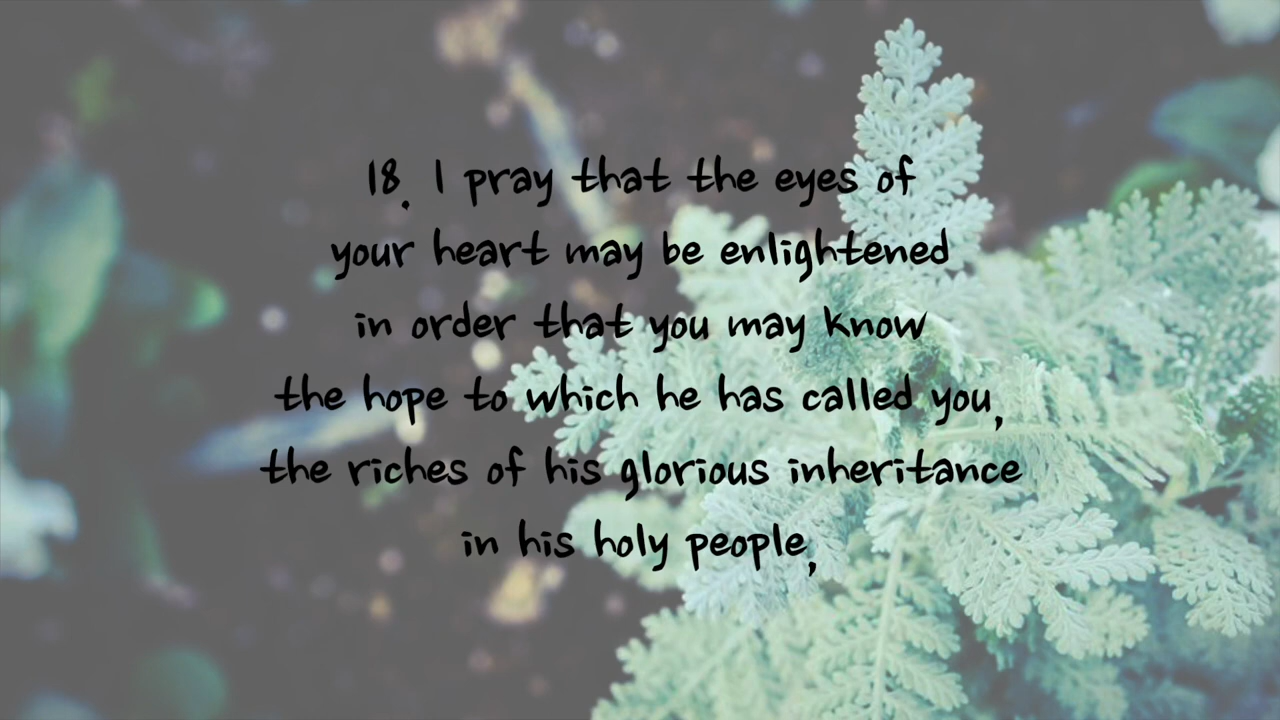 18. I pray that the eyes of
your heart may be enlightened
in order that you may know
the hope to which he has called you,
the riches of his glorious inheritance
in his holy people,